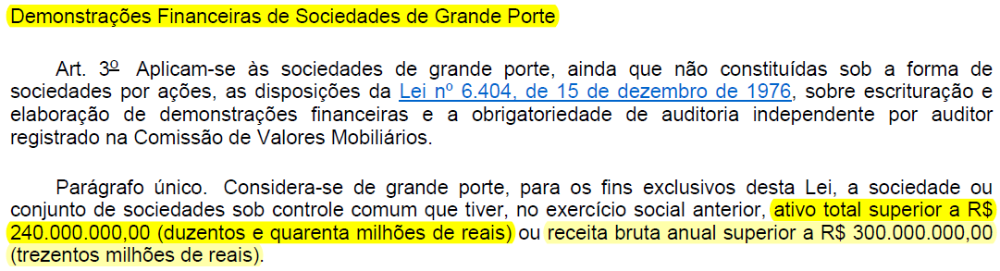 Demonstrações Financeiras de Sociedades de Grande Porte
Art. 3º Aplicam-se às sociedades de grande porte, ainda que não constituídas sob a forma de
sociedades por ações, as disposições da Lei nº 6.404, de 15 de dezembro de 1976, sobre escrituração e
elaboração de demonstrações financeiras e a obrigatoriedade de auditoria independente por auditor
registrado na Comissão de Valores Mobiliários.
Parágrafo único. Considera-se de grande porte, para os fins exclusivos desta Lei, a sociedade ou
conjunto de sociedades sob controle comum que tiver, no exercício social anterior, ativo total superior a R$
240.000.000,00 (duzentos e quarenta milhões de reais) ou receita bruta anual superior a R$ 300.000.000,00
(trezentos milhões de reais).